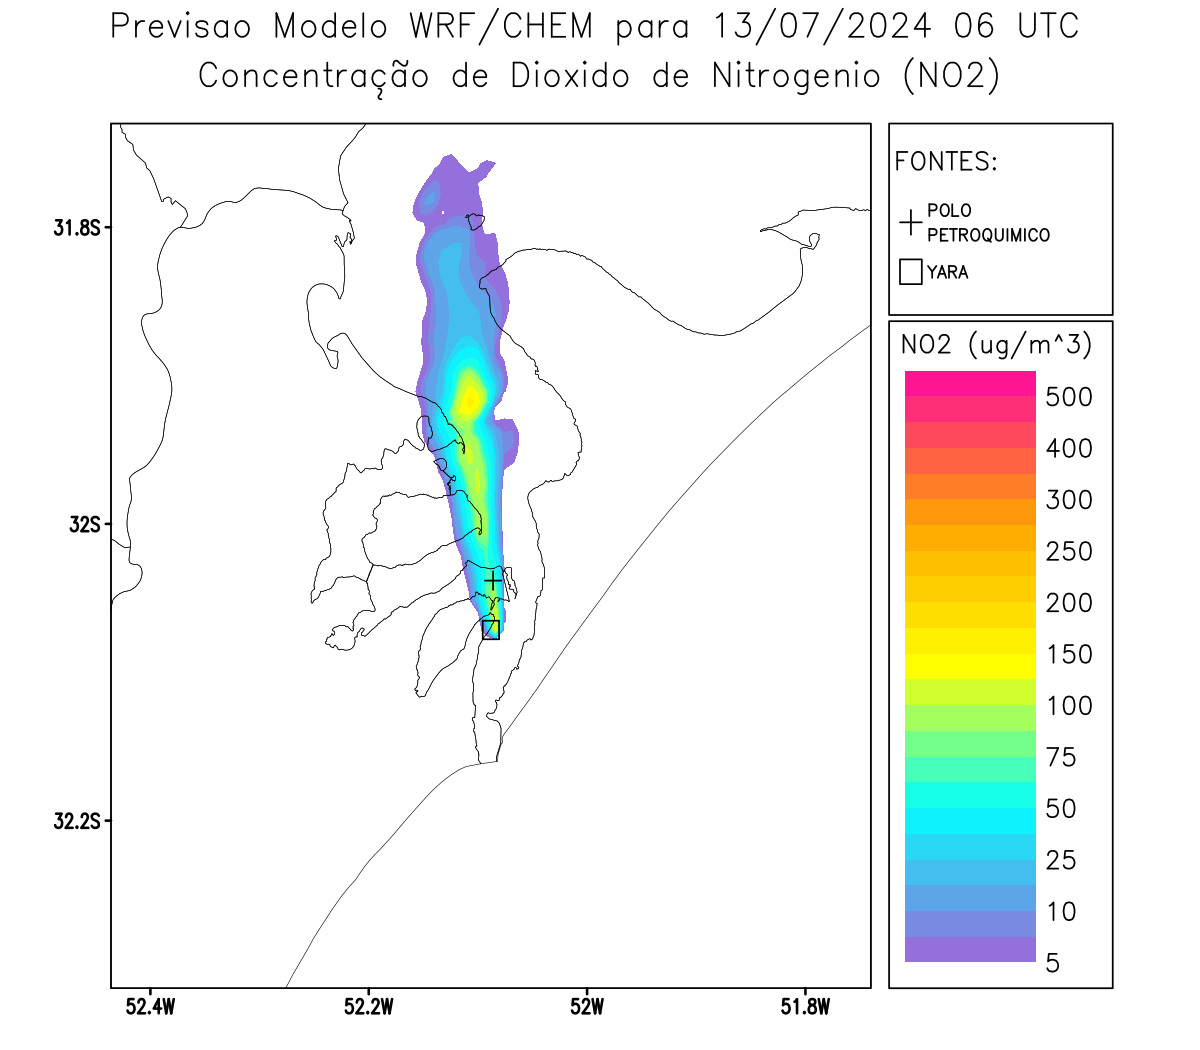 Previsao Modelo WRF/CHEM para 13/07/2024 06 UTC
Concentração de Dioxido de Nitrogenio (NO2)
FONTES:
POLO
PETROQUIMICO
YARA
NO2 (ug/m^3)
500
400
300
250
200
150
100
75
50
25
10
5
31.8S
32S
32.2S
52.4W
52.2W
52W
51.8W